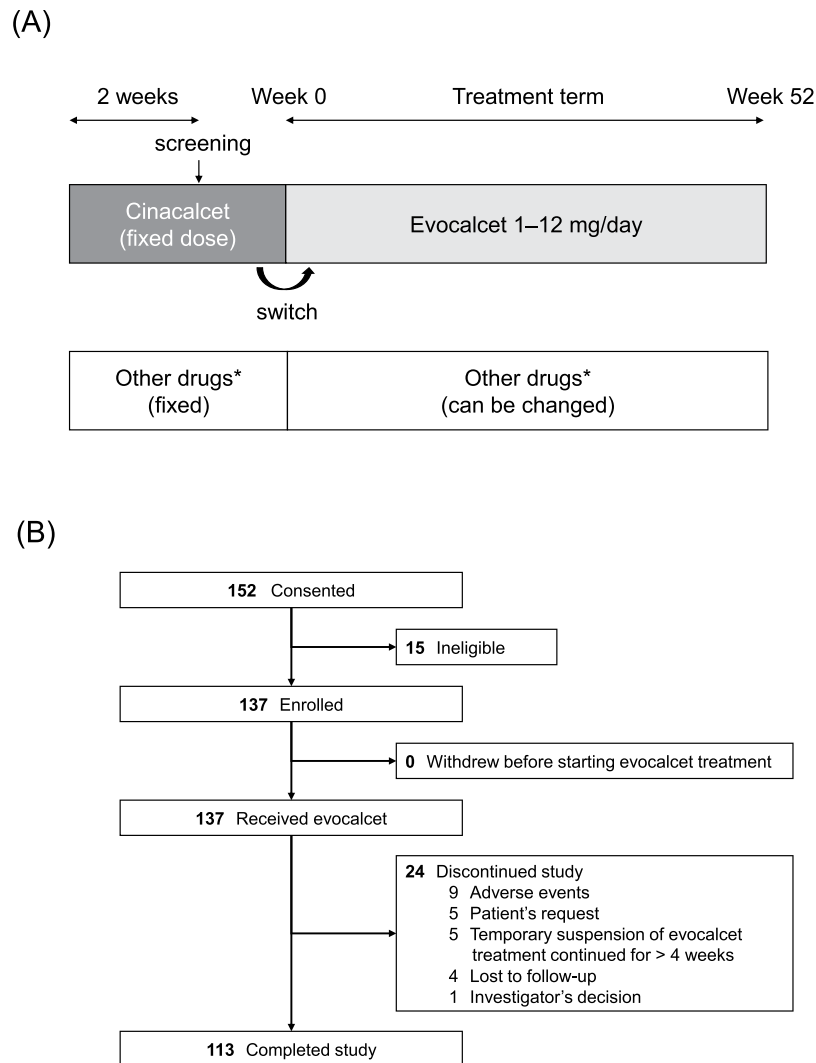 (A)
2 weeks
Week 0
Treatment term
Week 52
screening
Cinacalcet
(fixed dose)
Evocalcet 1–12 mg/day
switch
Other drugs*
(fixed)
Other drugs*
(can be changed)
(B)
152 Consented
15 Ineligible
137 Enrolled
0 Withdrew before starting evocalcet treatment
137 Received evocalcet
24 Discontinued study
9 Adverse events
5 Patient’s request
5 Temporary suspension of evocalcet
treatment continued for > 4 weeks
4 Lost to follow-up
1 Investigator’s decision
113 Completed study